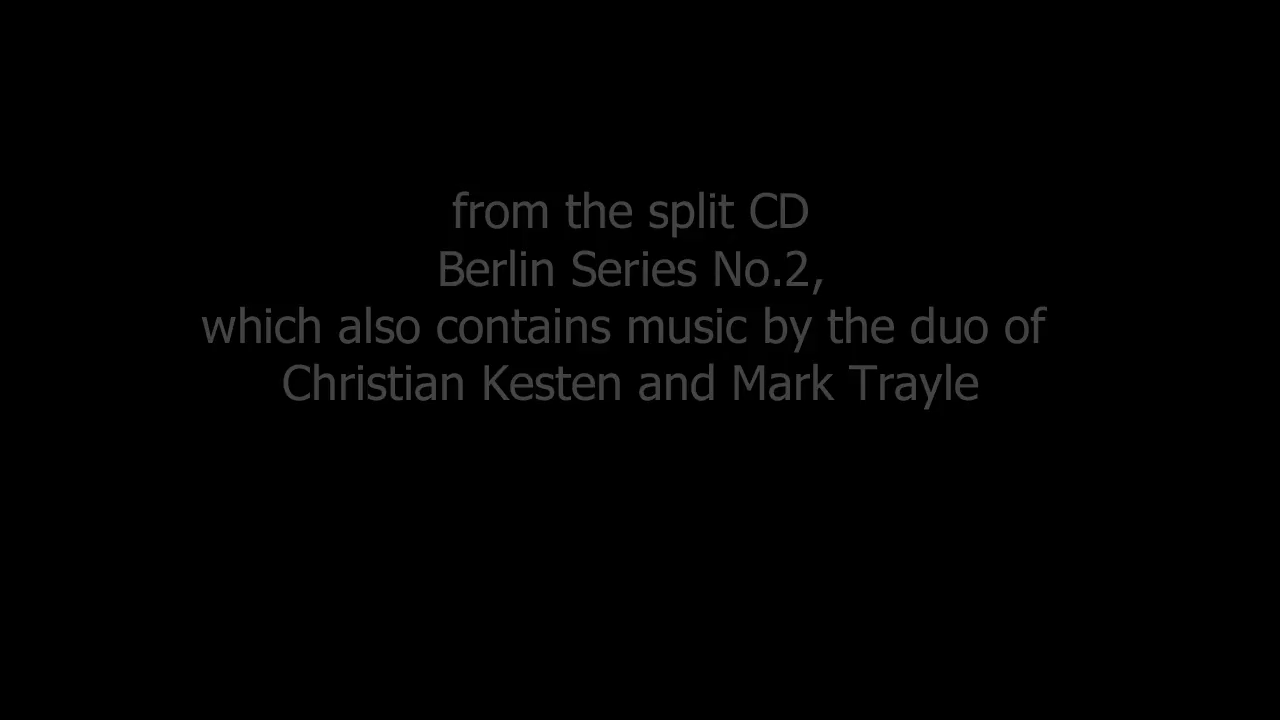 from the split CD
Berlin Series No.2,
which also contains music by the duo of
Christian Kesten and Mark Trayle